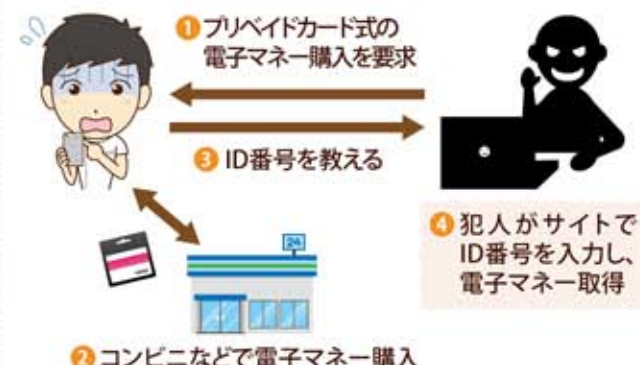 ❶プリペイドカード式の
電子マネー購入を要求
❸ID番号を教える
24
❹犯人がサイトで
ID番号を入力し、
電子マネー取得
❷コンビニなどで電子マネー購入